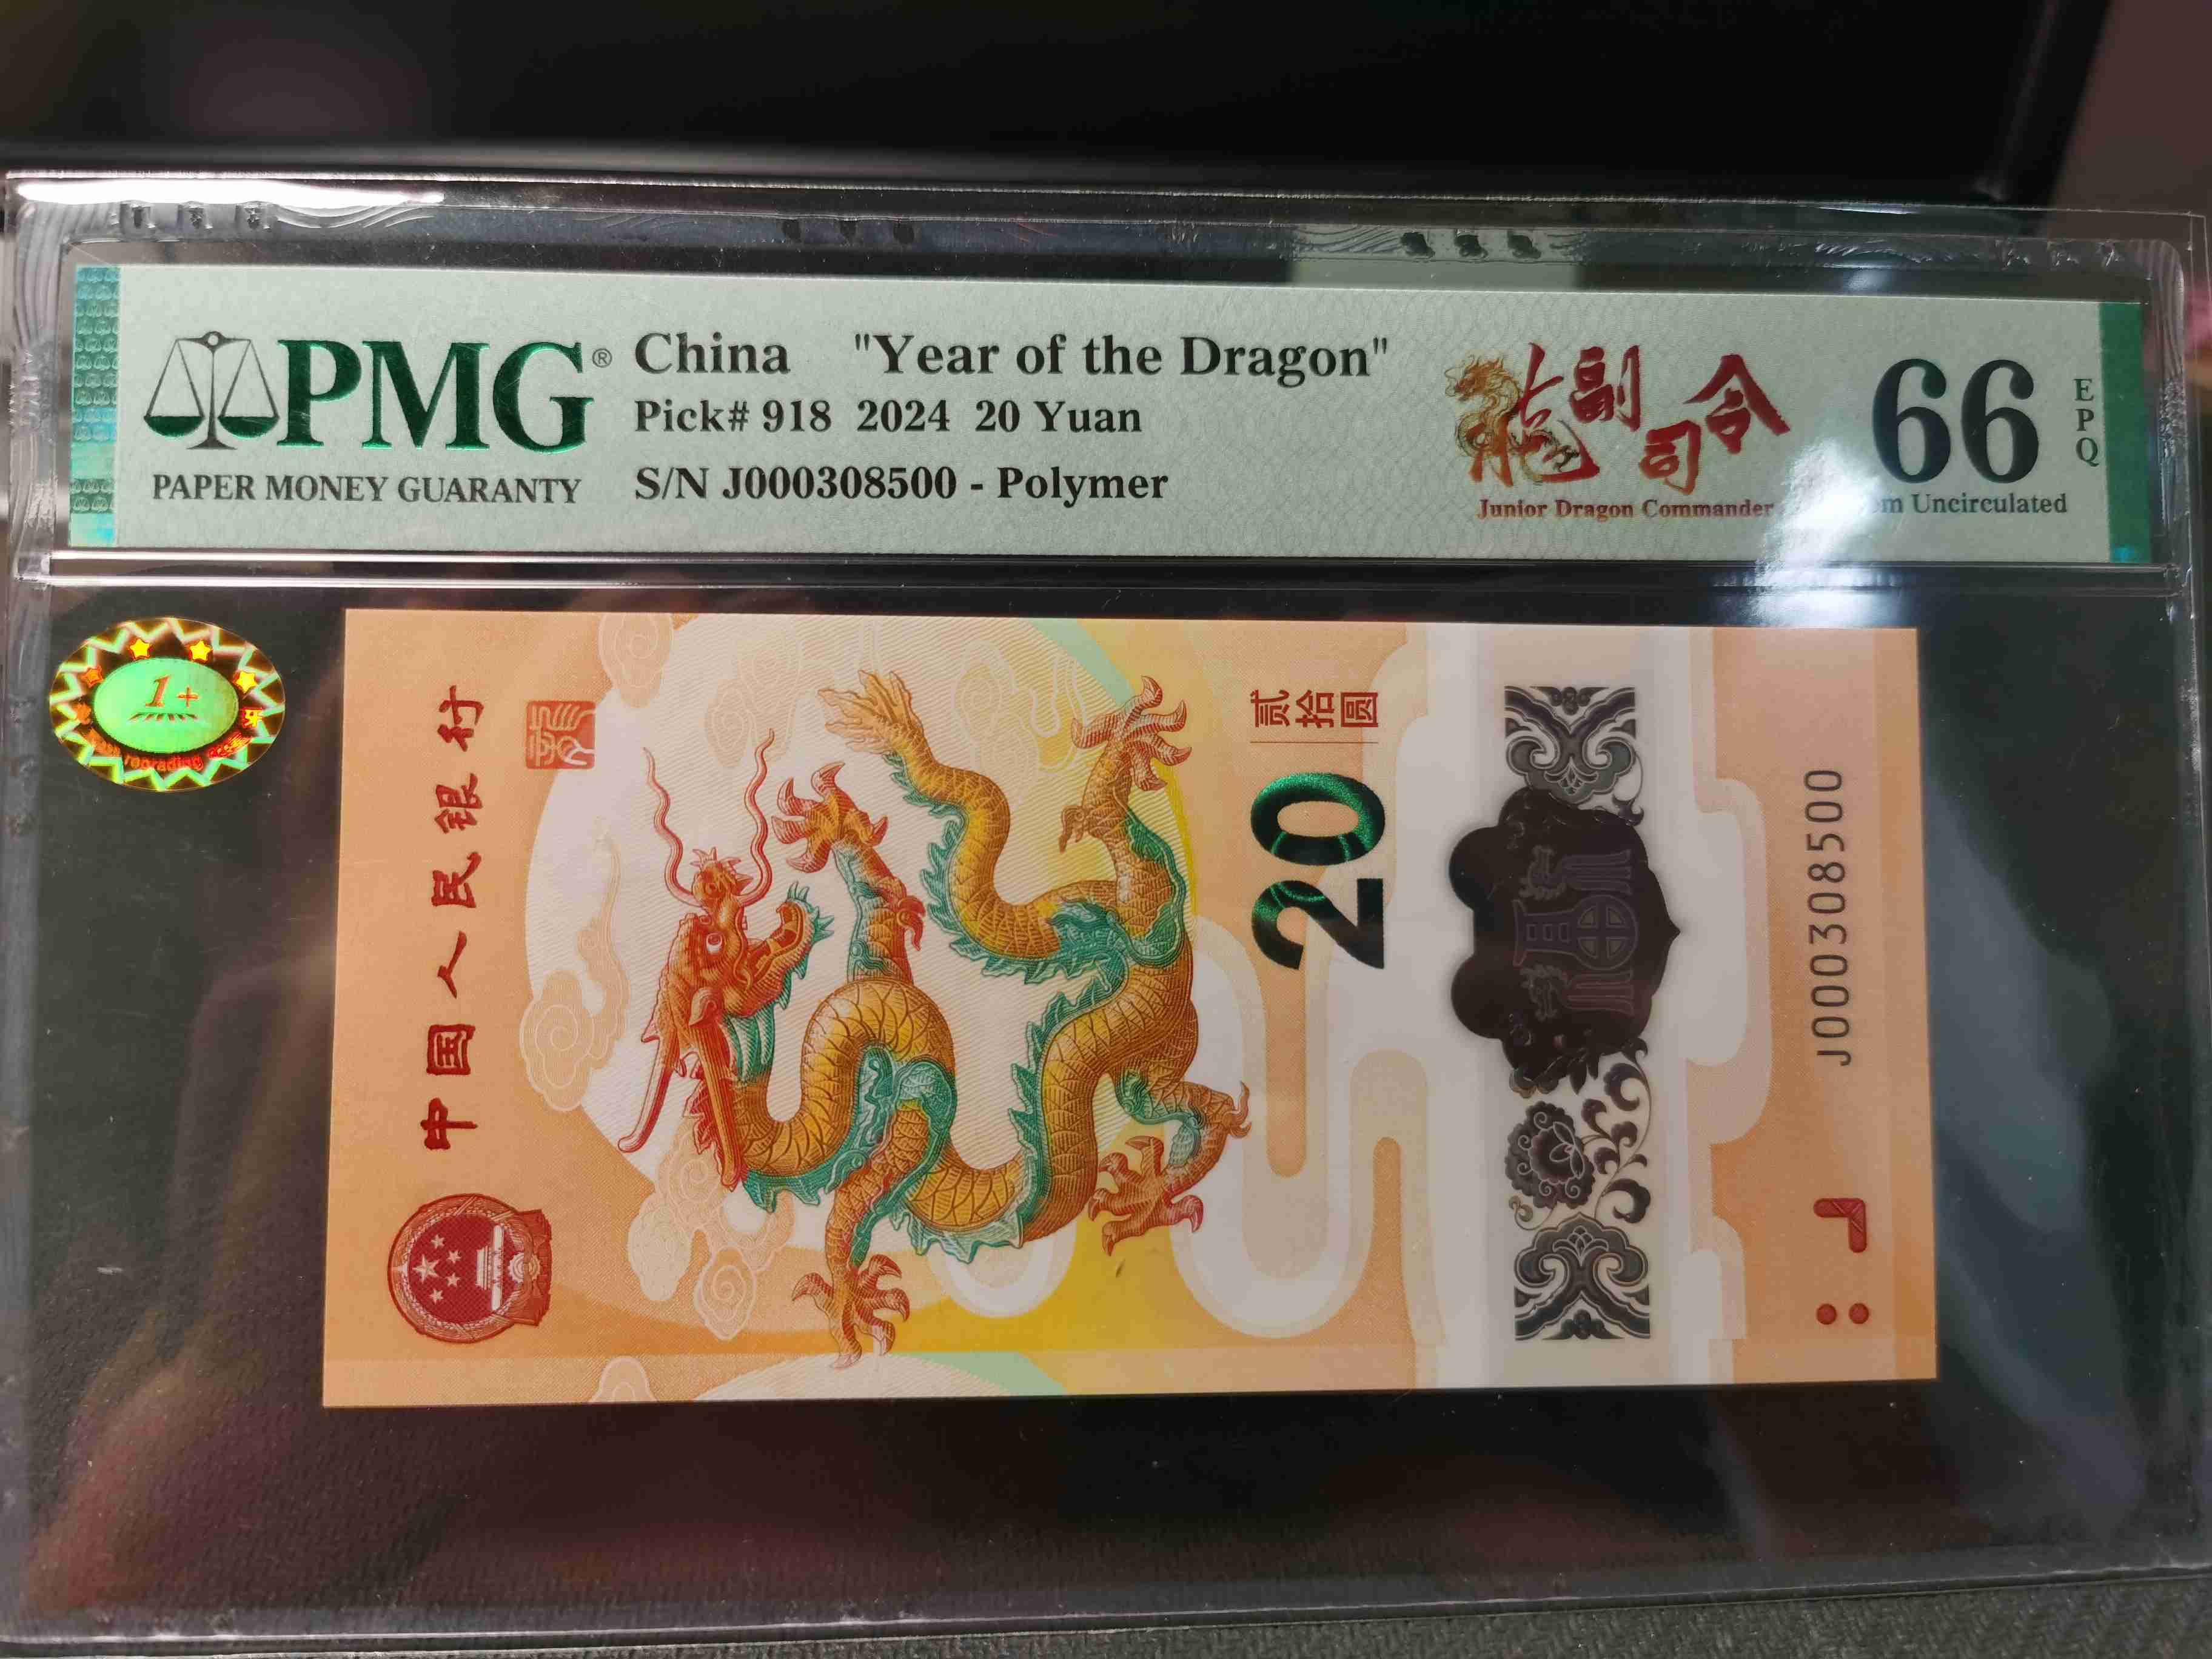 PMG®
PAPER MONEY GUARANTY
China "Year of the Dragon"
Pick# 918 2024 20 Yuan
S/N J000308500 - Polymer
龍副司令
Junior Dragon Commander
66
EPQ
Uncirculated
1+
中国人民银行
贰拾圆
20
J000308500